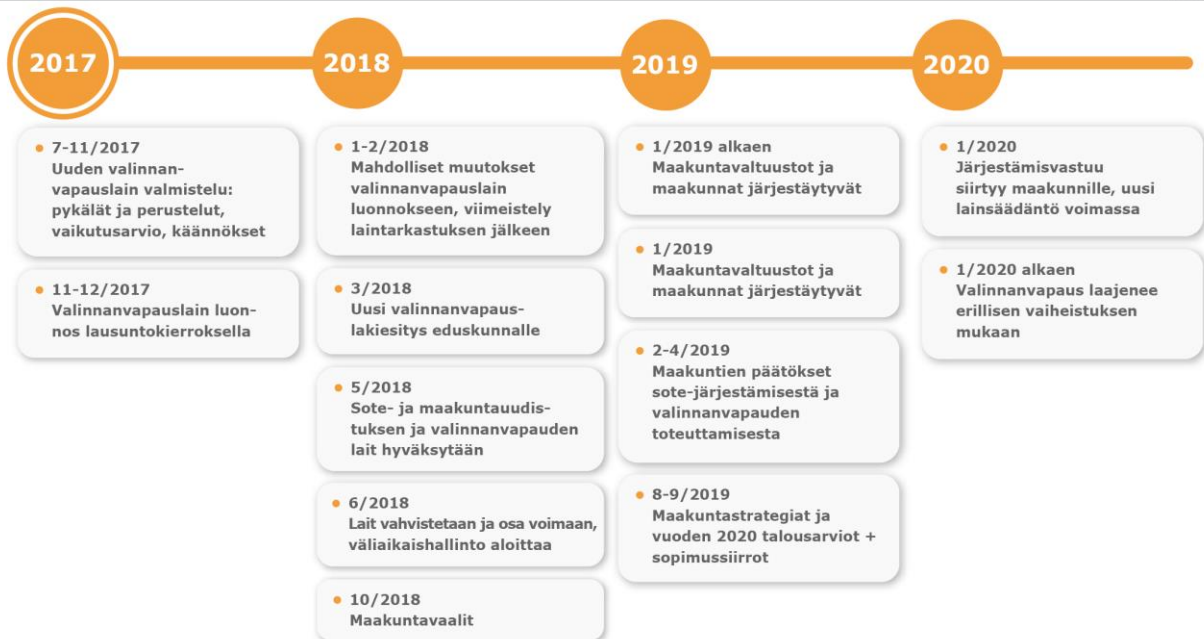 2017
2018
2019
2020
7-11/2017
Uuden valinnan-
vapauslain valmistelu:
pykälät ja perustelut,
vaikutusarvio, käännökset
11-12/2017
Valinnanvapauslain luon-
nos lausuntokierroksella
1-2/2018
Mahdolliset muutokset
valinnanvapauslain
luonnokseen, viimeistely
laintarkastuksen jälkeen
3/2018
Uusi valinnanvapaus-
lakiesitys eduskunnalle
5/2018
Sote- ja maakuntauudis-
tuksen ja valinnanvapauden
lait hyväksytään
6/2018
Lait vahvistetaan ja osa voimaan,
väliaikaishallinto aloittaa
10/2018
Maakuntavaalit
1/2019 alkaen
Maakuntavaltuustot ja
maakunnat järjestäytyvät
1/2019
Maakuntavaltuustot ja
maakunnat järjestäytyvät
2-4/2019
Maakuntien päätökset
sote-järjestämisestä ja
valinnanvapauden
toteuttamisesta
8-9/2019
Maakuntastrategiat ja
vuoden 2020 talousarviot +
sopimussiirrot
1/2020
Järjestämisvastuu
siirtyy maakunnille, uusi
lainsäädäntö voimassa
1/2020 alkaen
Valinnanvapaus laajenee
erillisen vaiheistuksen
mukaan